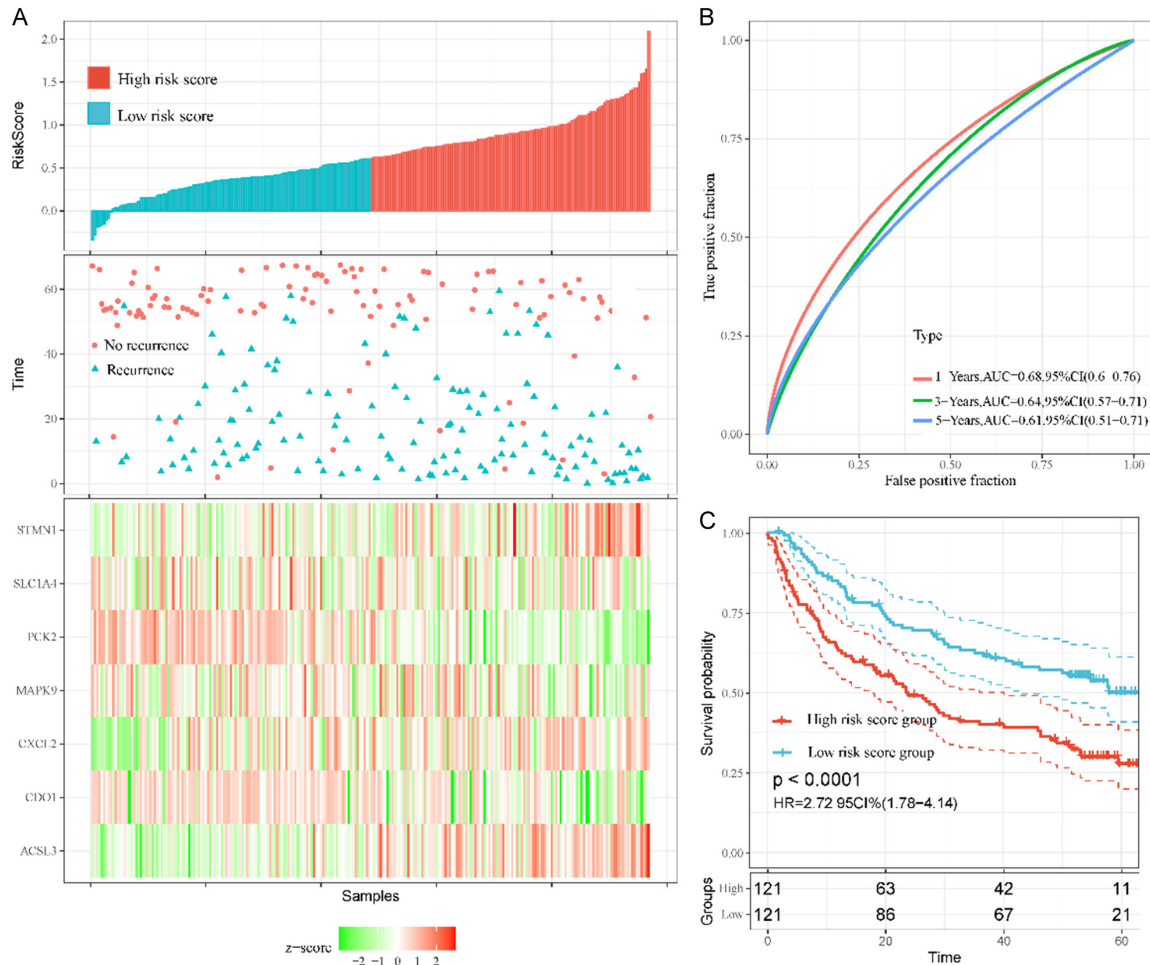 A
2.0
1.5
1.0
0.5
0.0
RiskScore
High risk score
Low risk score
60
40
20
0
Time
No recurrence
Recurrence
STMN1
SLC1A4
PCK2
MAPK9
CXCL2
CDO1
ACSL3
Samples
z-score
-2 -1 0 1 2
B
1.00
0.75
0.50
0.25
0.00
True positive fraction
Type
1-Years,AUC=0.68,95%CI(0.6-0.76)
3-Years,AUC=0.64,95%CI(0.57-0.71)
5-Years,AUC=0.61,95%CI(0.51-0.71)
0.00 0.25 0.50 0.75 1.00
False positive fraction
C
1.00
0.75
0.50
0.25
0.00
Survival probability
High risk score group
Low risk score group
p < 0.0001
HR=2.72 95CI%(1.78-4.14)
Groups
High 121 63 42 11
Low 121 86 67 21
0 20 40 60
Time